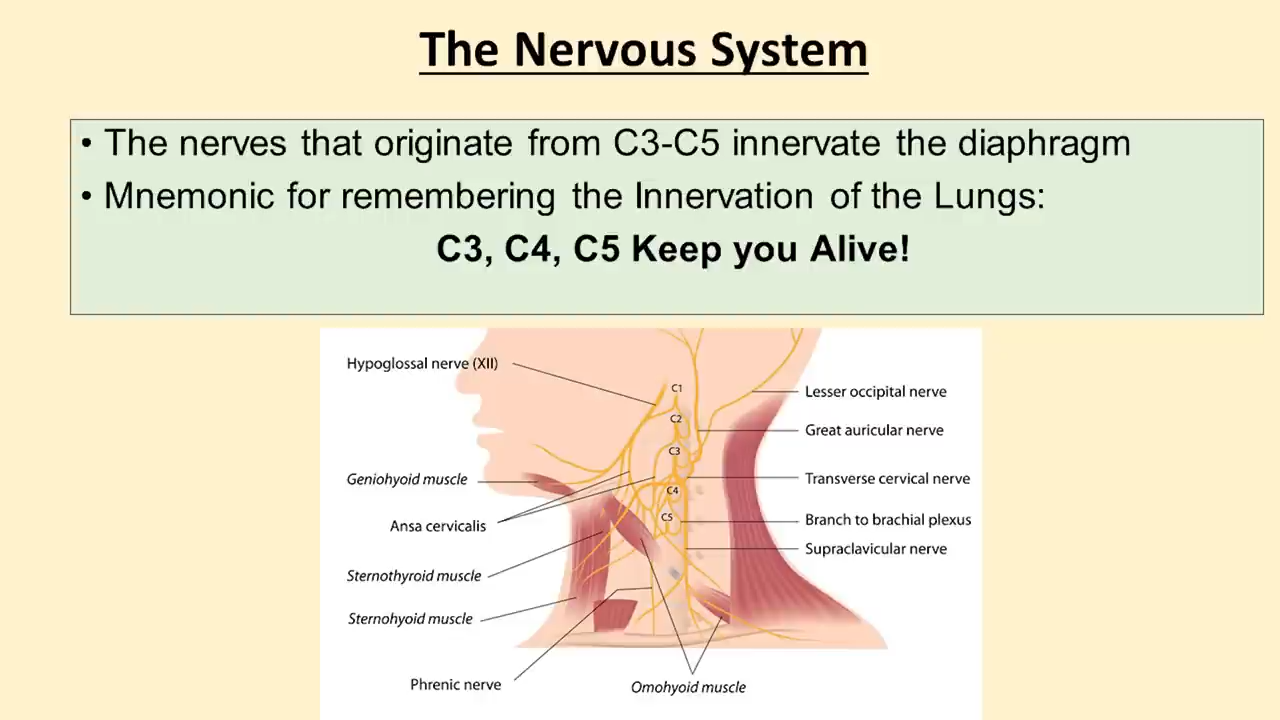 The Nervous System
• The nerves that originate from C3-C5 innervate the diaphragm
• Mnemonic for remembering the Innervation of the Lungs:
C3, C4, C5 Keep you Alive!
Hypoglossal nerve (XII)
C1
Lesser occipital nerve
C2
Great auricular nerve
C3
Geniohyoid muscle
Transverse cervical nerve
C4
Ansa cervicalis
C5
Branch to brachial plexus
Supraclavicular nerve
Sternothyroid muscle
Sternohyoid muscle
Phrenic nerve
Omohyoid muscle